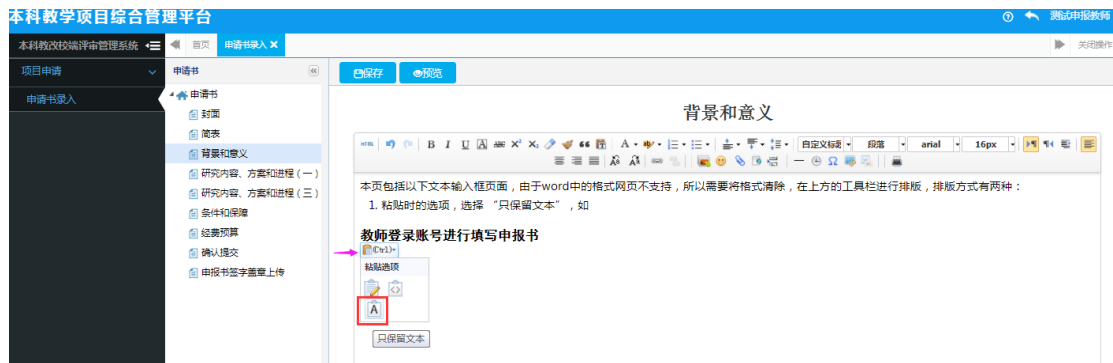 本科教学项目综合管理平台
测试申报教师
本科教改校端评审管理系统
首页
申请书录入
关闭操作
项目申请
申请书录入
申请书
申请书
封面
简表
背景和意义
研究内容、方案和进程(一)
研究内容、方案和进程(三)
条件和保障
经费预算
确认提交
申报书签字盖章上传
保存
预览
背景和意义
HTML B I U A ABC X² X₂ A 自定义标题 段落 arial 16px
本页包括以下文本输入框页面，由于word中的格式网页不支持，所以需要将格式清除，在上方的工具栏进行排版，排版方式有两种：
1. 粘贴时的选项，选择 “只保留文本” ，如
教师登录账号进行填写申报书
(Ctrl)
粘贴选项
A
只保留文本